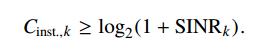 C_{inst.,k} ≥ log₂(1 + SINR_k).